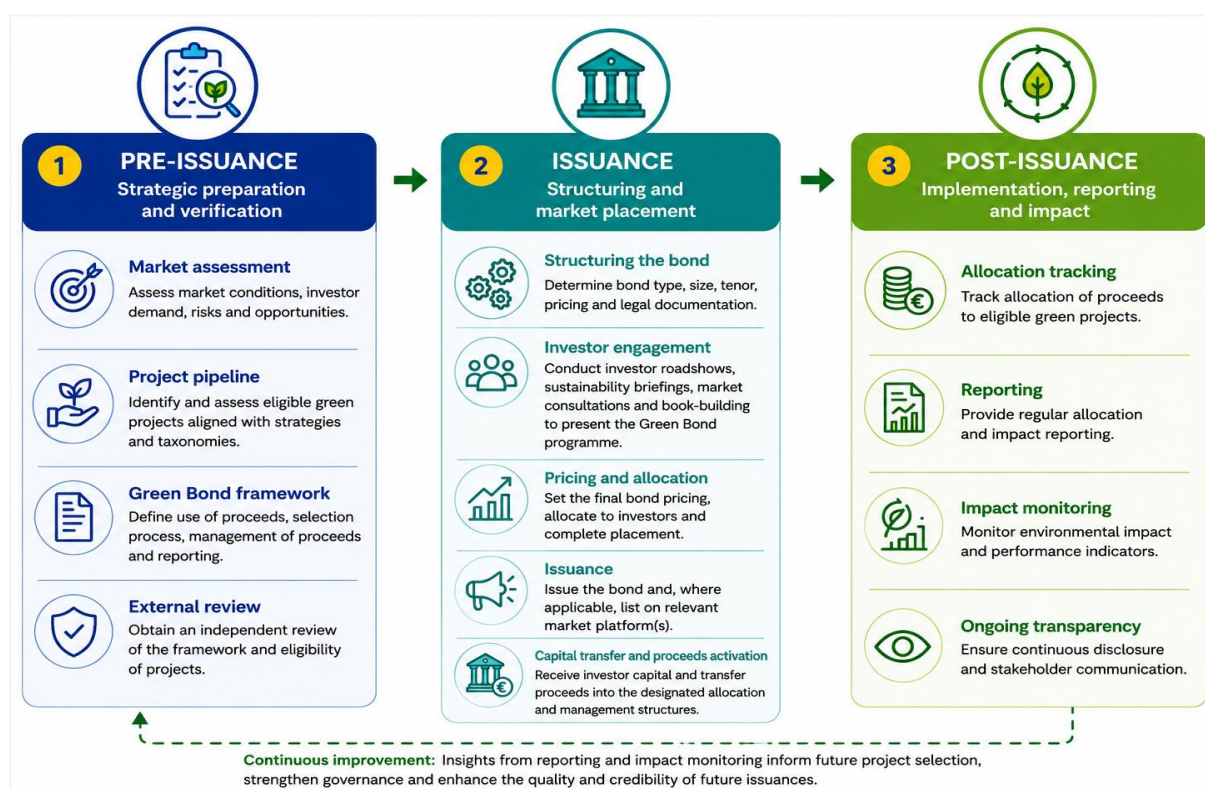 1
PRE-ISSUANCE
Strategic preparation
and verification
Market assessment
Assess market conditions, investor
demand, risks and opportunities.
Project pipeline
Identify and assess eligible green
projects aligned with strategies
and taxonomies.
Green Bond framework
Define use of proceeds, selection
process, management of proceeds
and reporting.
External review
Obtain an independent review
of the framework and eligibility
of projects.
2
ISSUANCE
Structuring and
market placement
Structuring the bond
Determine bond type, size, tenor,
pricing and legal documentation.
Investor engagement
Conduct investor roadshows,
sustainability briefings, market
consultations and book-building
to present the Green Bond
programme.
Pricing and allocation
Set the final bond pricing,
allocate to investors and
complete placement.
Issuance
Issue the bond and, where
applicable, list on relevant
market platform(s).
Capital transfer and proceeds activation
Receive investor capital and transfer
proceeds into the designated allocation
and management structures.
€
3
POST-ISSUANCE
Implementation, reporting
and impact
€
Allocation tracking
Track allocation of proceeds
to eligible green projects.
Reporting
Provide regular allocation
and impact reporting.
Impact monitoring
Monitor environmental impact
and performance indicators.
Ongoing transparency
Ensure continuous disclosure
and stakeholder communication.
Continuous improvement: Insights from reporting and impact monitoring inform future project selection,
strengthen governance and enhance the quality and credibility of future issuances.